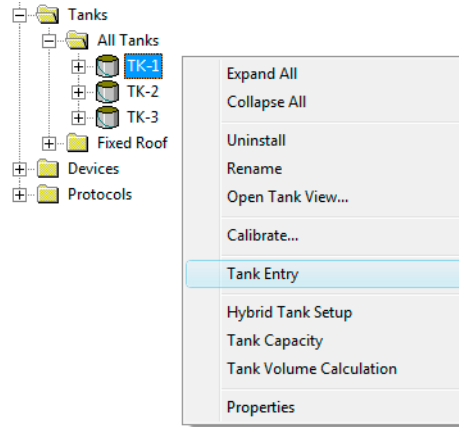 Tanks
All Tanks
TK-1
TK-2
TK-3
Fixed Roof
Devices
Protocols
Expand All
Collapse All
Uninstall
Rename
Open Tank View...
Calibrate...
Tank Entry
Hybrid Tank Setup
Tank Capacity
Tank Volume Calculation
Properties